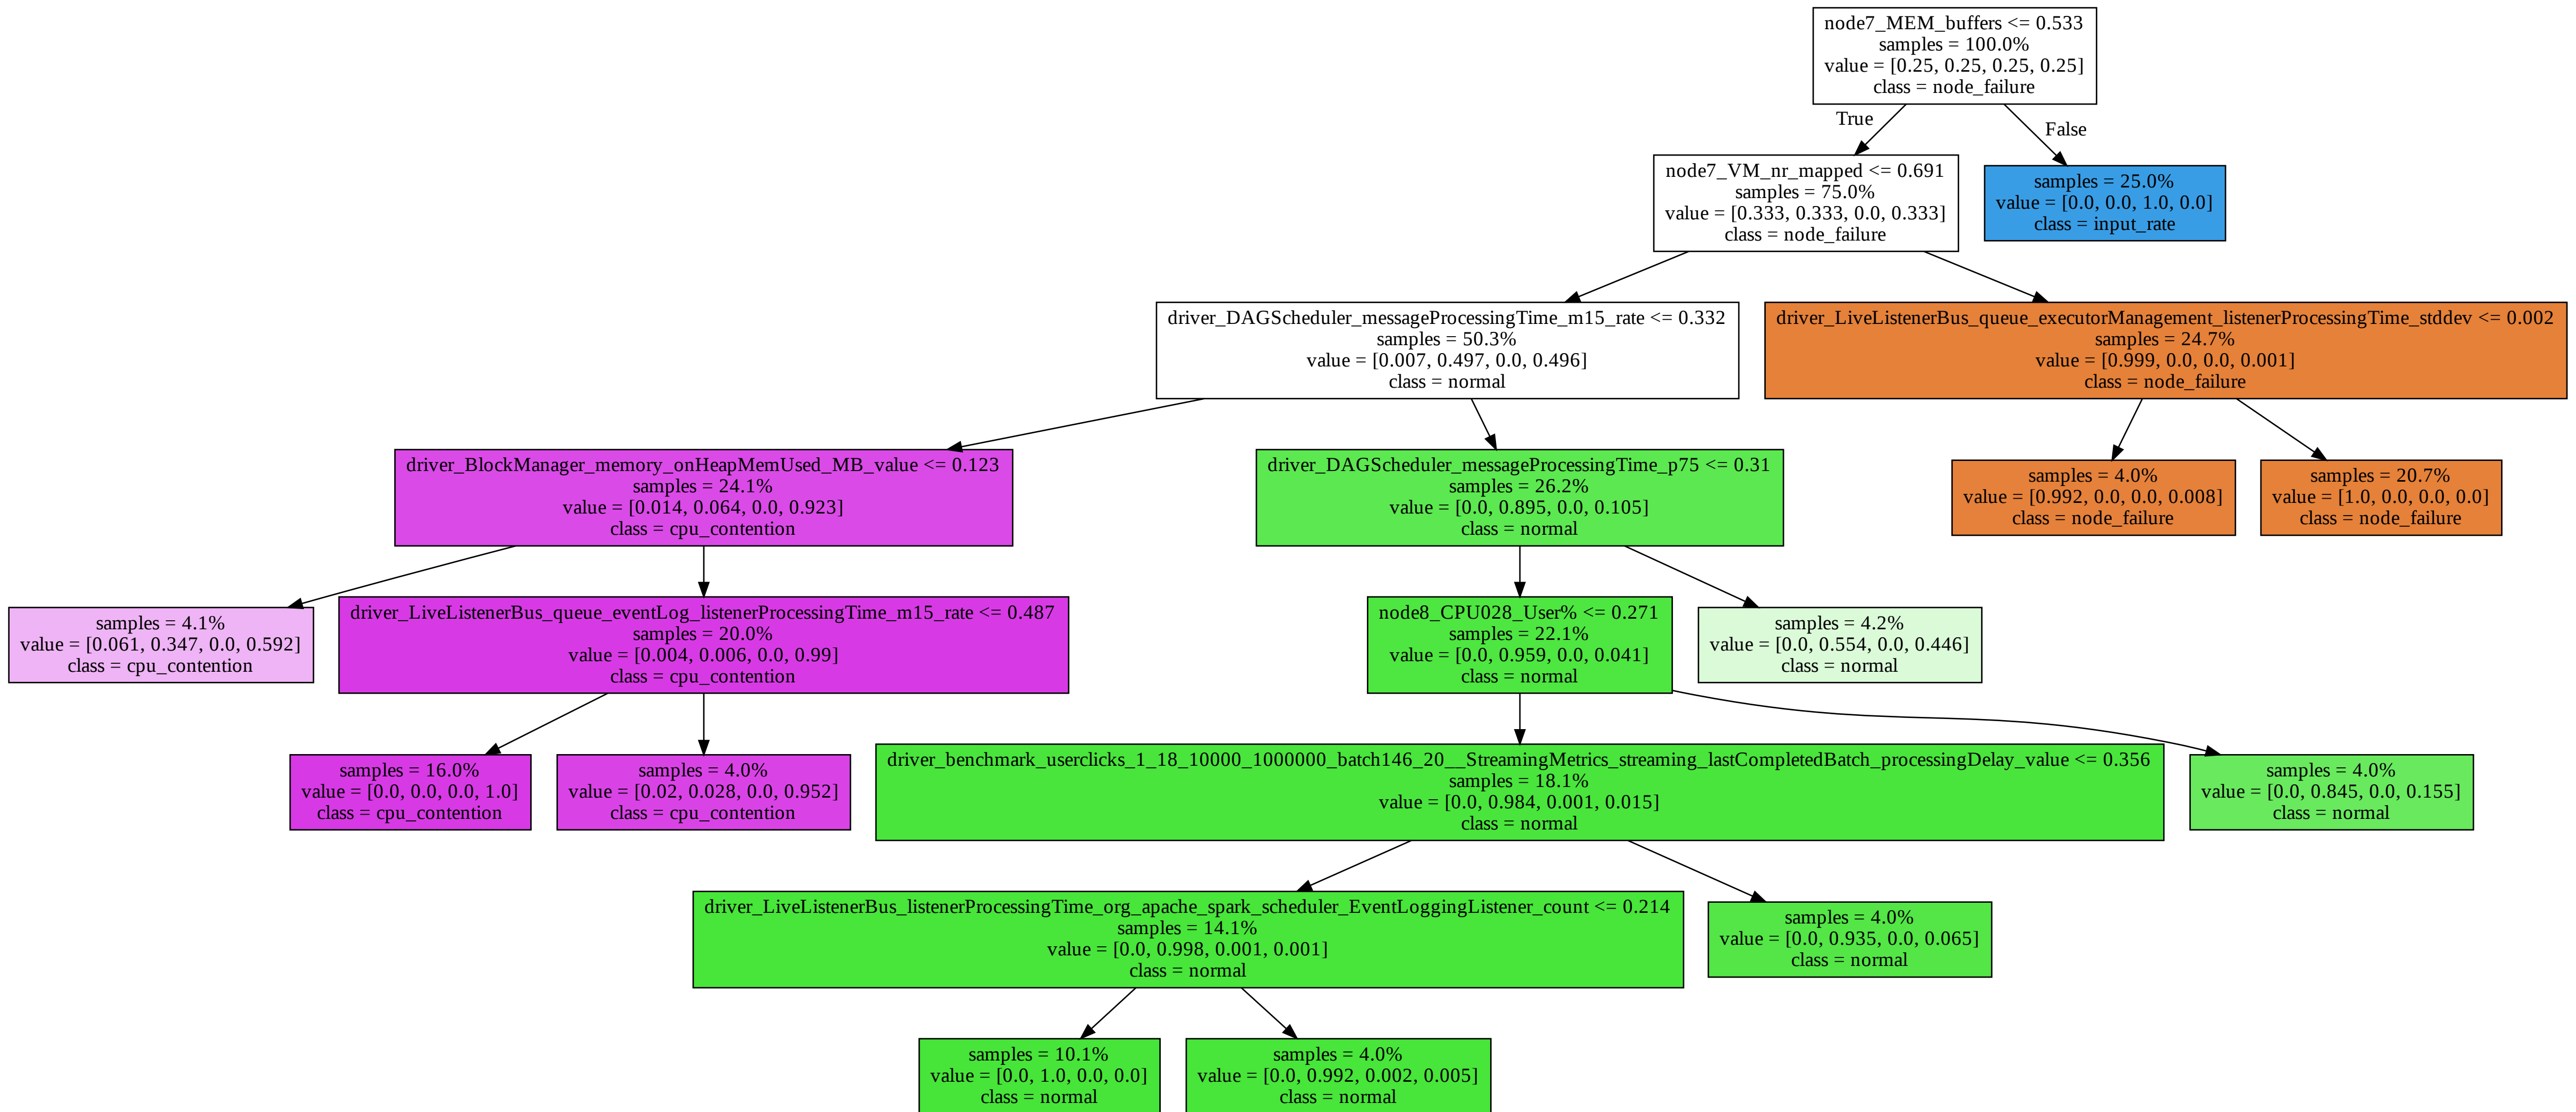 node7_MEM_buffers <= 0.533
samples = 100.0%
value = [0.25, 0.25, 0.25, 0.25]
class = node_failure
True
False
node7_VM_nr_mapped <= 0.691
samples = 75.0%
value = [0.333, 0.333, 0.0, 0.333]
class = node_failure
samples = 25.0%
value = [0.0, 0.0, 1.0, 0.0]
class = input_rate
driver_DAGScheduler_messageProcessingTime_m15_rate <= 0.332
samples = 50.3%
value = [0.007, 0.497, 0.0, 0.496]
class = normal
driver_LiveListenerBus_queue_executorManagement_listenerProcessingTime_stddev <= 0.002
samples = 24.7%
value = [0.999, 0.0, 0.0, 0.001]
class = node_failure
driver_BlockManager_memory_onHeapMemUsed_MB_value <= 0.123
samples = 24.1%
value = [0.014, 0.064, 0.0, 0.923]
class = cpu_contention
driver_DAGScheduler_messageProcessingTime_p75 <= 0.31
samples = 26.2%
value = [0.0, 0.895, 0.0, 0.105]
class = normal
samples = 4.0%
value = [0.992, 0.0, 0.0, 0.008]
class = node_failure
samples = 20.7%
value = [1.0, 0.0, 0.0, 0.0]
class = node_failure
samples = 4.1%
value = [0.061, 0.347, 0.0, 0.592]
class = cpu_contention
driver_LiveListenerBus_queue_eventLog_listenerProcessingTime_m15_rate <= 0.487
samples = 20.0%
value = [0.004, 0.006, 0.0, 0.99]
class = cpu_contention
node8_CPU028_User% <= 0.271
samples = 22.1%
value = [0.0, 0.959, 0.0, 0.041]
class = normal
samples = 4.2%
value = [0.0, 0.554, 0.0, 0.446]
class = normal
samples = 16.0%
value = [0.0, 0.0, 0.0, 1.0]
class = cpu_contention
samples = 4.0%
value = [0.02, 0.028, 0.0, 0.952]
class = cpu_contention
driver_benchmark_userclicks_1_18_10000_1000000_batch146_20__StreamingMetrics_streaming_lastCompletedBatch_processingDelay_value <= 0.356
samples = 18.1%
value = [0.0, 0.984, 0.001, 0.015]
class = normal
samples = 4.0%
value = [0.0, 0.845, 0.0, 0.155]
class = normal
driver_LiveListenerBus_listenerProcessingTime_org_apache_spark_scheduler_EventLoggingListener_count <= 0.214
samples = 14.1%
value = [0.0, 0.998, 0.001, 0.001]
class = normal
samples = 4.0%
value = [0.0, 0.935, 0.0, 0.065]
class = normal
samples = 10.1%
value = [0.0, 1.0, 0.0, 0.0]
class = normal
samples = 4.0%
value = [0.0, 0.992, 0.002, 0.005]
class = normal